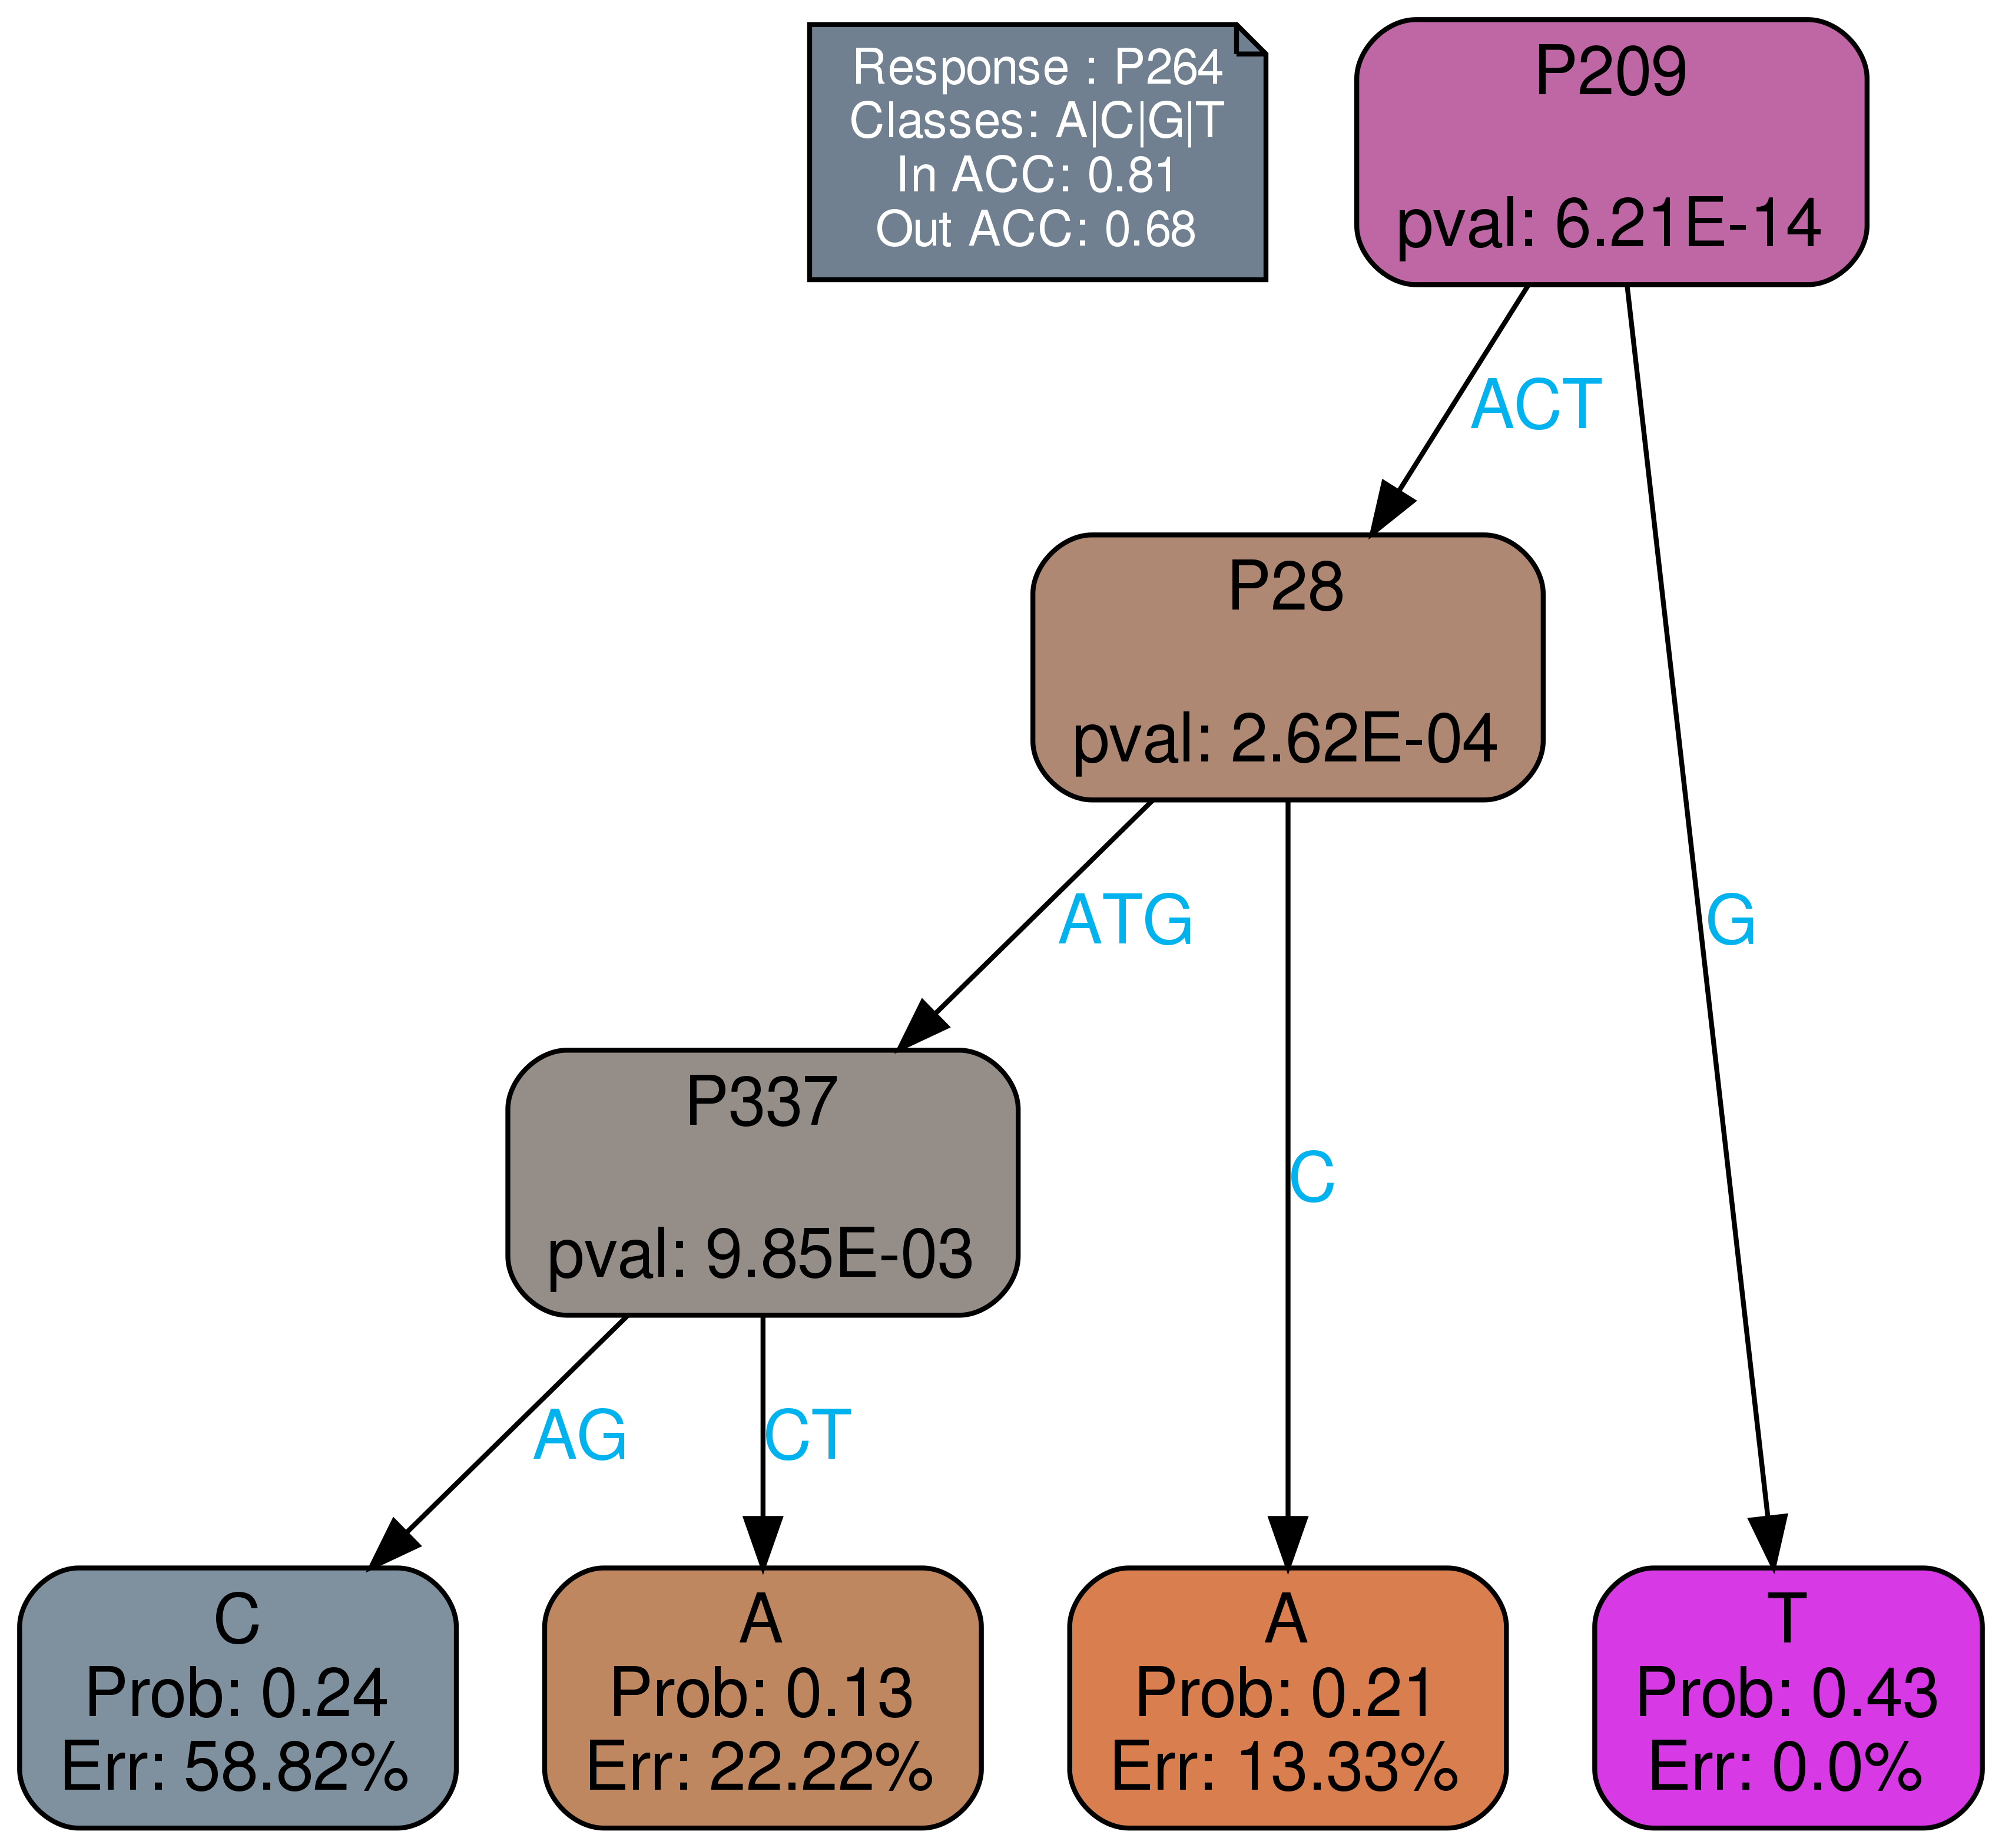 Response : P264
Classes: A|C|G|T
In ACC: 0.81
Out ACC: 0.68
P209
pval: 6.21E-14
ACT
P28
pval: 2.62E-04
ATG
G
P337
pval: 9.85E-03
C
AG
CT
C
Prob: 0.24
Err: 58.82%
A
Prob: 0.13
Err: 22.22%
A
Prob: 0.21
Err: 13.33%
T
Prob: 0.43
Err: 0.0%